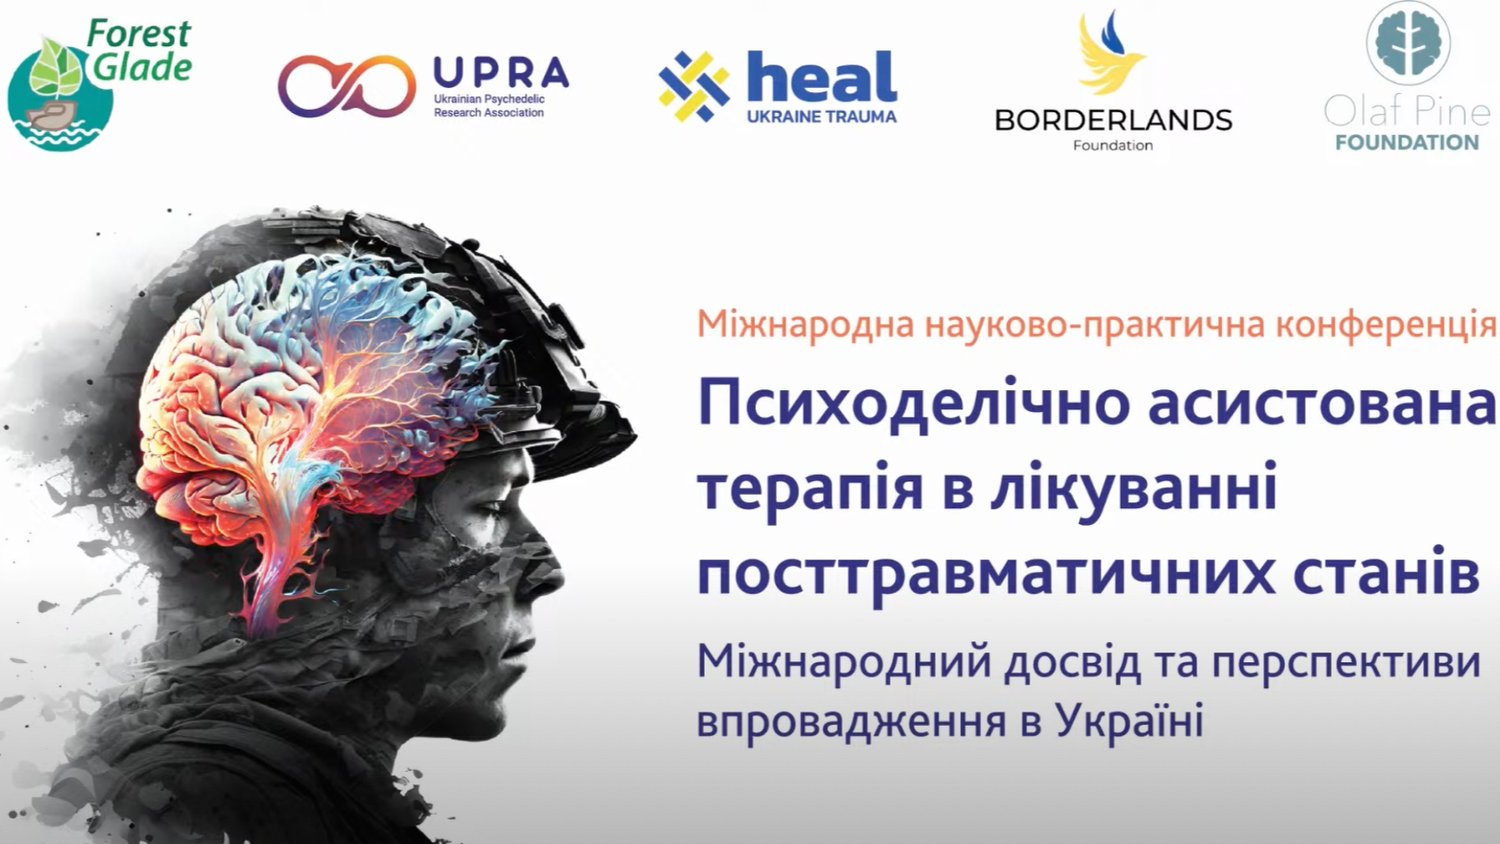 Forest
Glade
UPRA
Ukrainian Psychedelic
Research Association
heal
UKRAINE TRAUMA
BORDERLANDS
Foundation
Olaf Pine
FOUNDATION
Міжнародна науково-практична конференція
Психоделічно асистована
терапія в лікуванні
посттравматичних станів
Міжнародний досвід та перспективи
впровадження в Україні